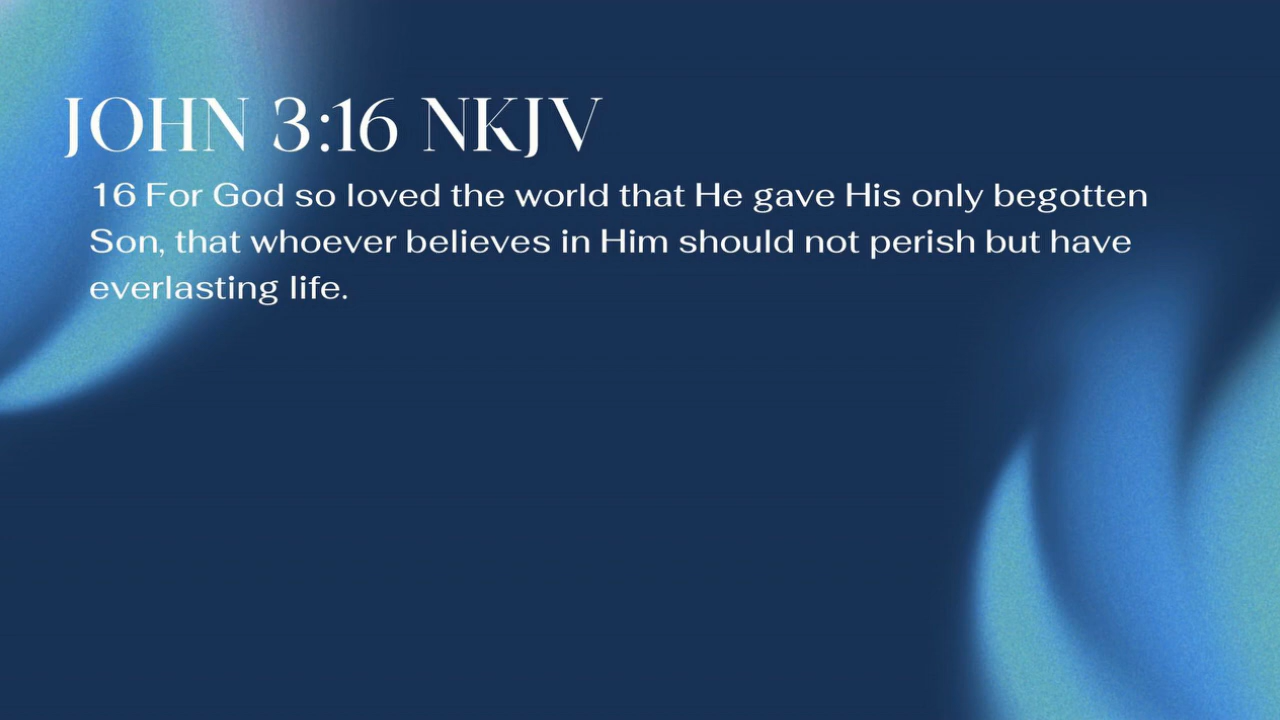 JOHN 3:16 NKJV
16 For God so loved the world that He gave His only begotten
Son, that whoever believes in Him should not perish but have
everlasting life.